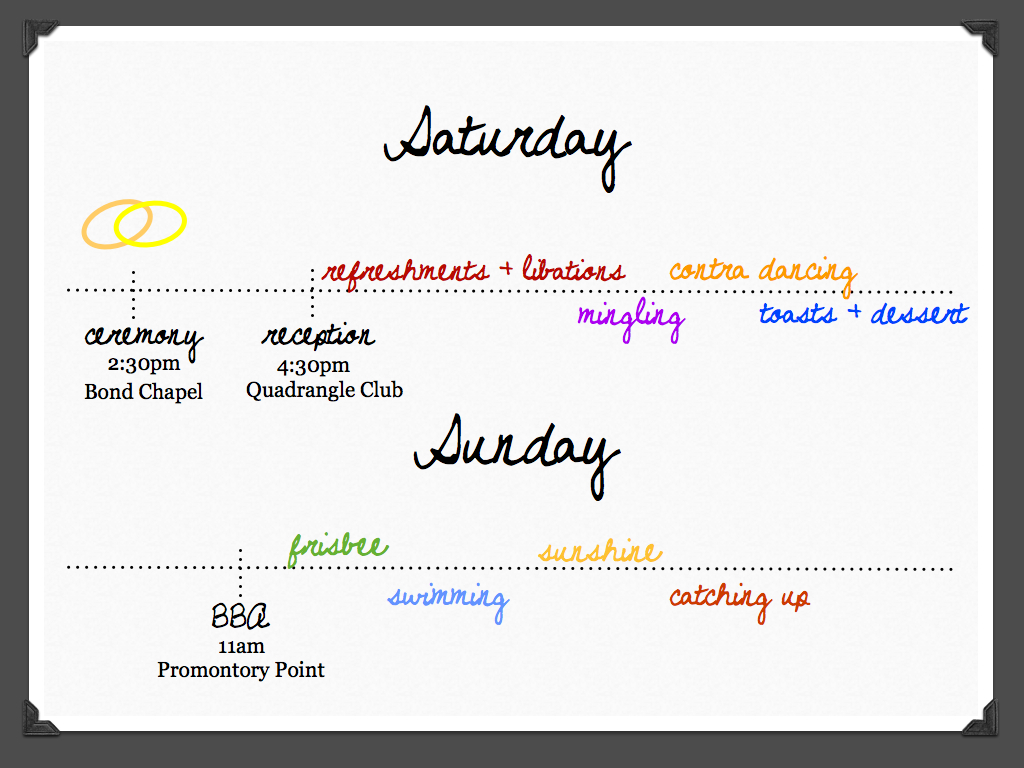 Saturday
refreshments + libations
contra dancing
mingling
toasts + dessert
ceremony
2:30pm
Bond Chapel
reception
4:30pm
Quadrangle Club
Sunday
frisbee
sunshine
swimming
catching up
BBQ
11am
Promontory Point